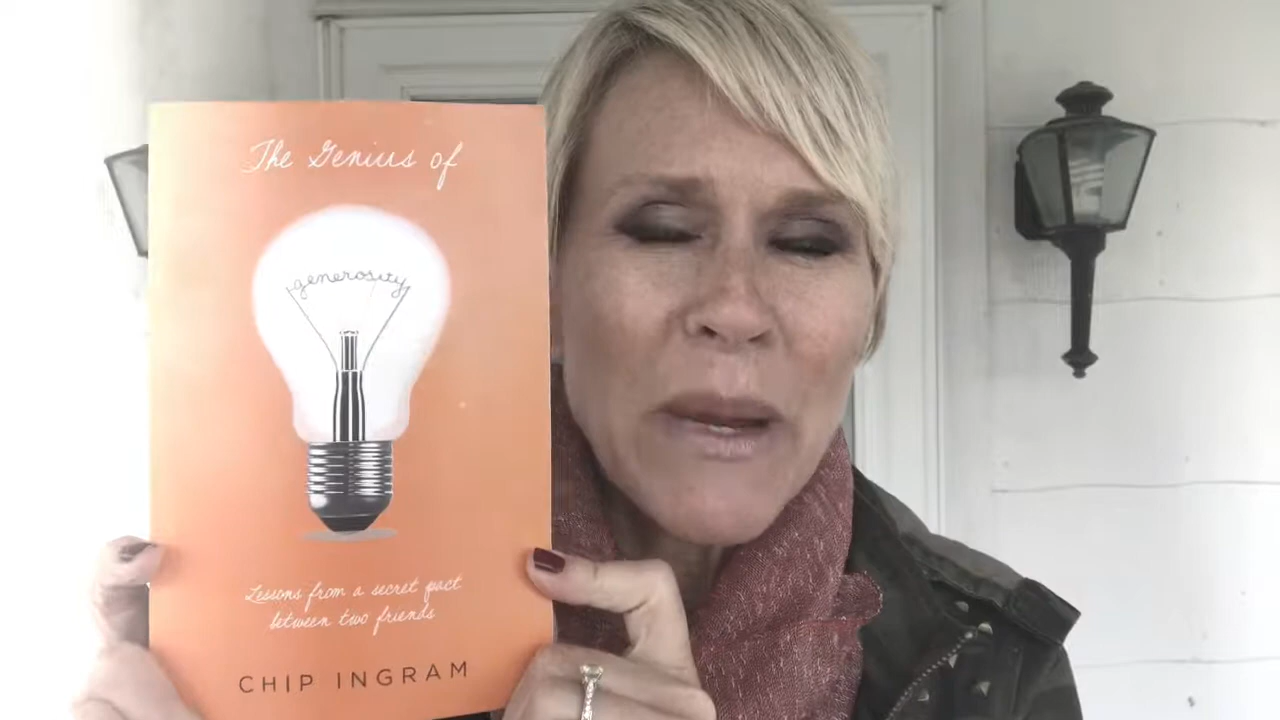 The Genius of
generosity
Lessons from a secret pact
between two friends
CHIP INGRAM